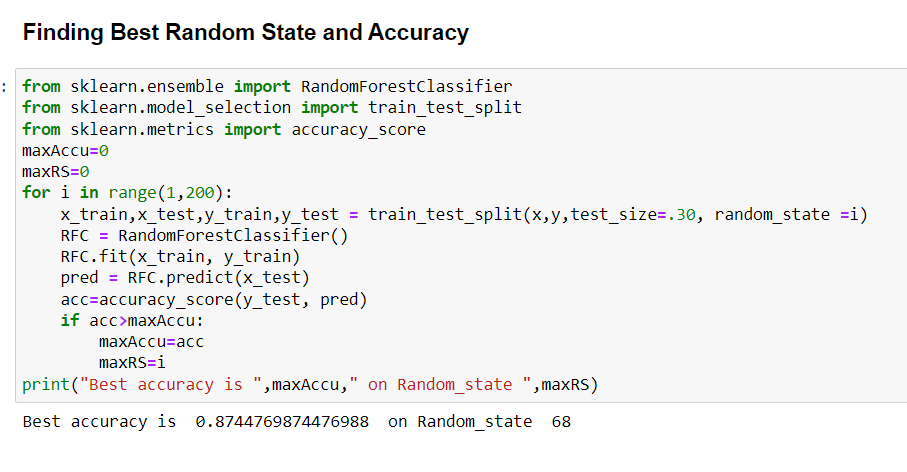 Finding Best Random State and Accuracy
: from sklearn.ensemble import RandomForestClassifier
from sklearn.model_selection import train_test_split
from sklearn.metrics import accuracy_score
maxAccu=0
maxRS=0
for i in range(1,200):
    x_train,x_test,y_train,y_test = train_test_split(x,y,test_size=.30, random_state =i)
    RFC = RandomForestClassifier()
    RFC.fit(x_train, y_train)
    pred = RFC.predict(x_test)
    acc=accuracy_score(y_test, pred)
    if acc>maxAccu:
        maxAccu=acc
        maxRS=i
print("Best accuracy is ",maxAccu," on Random_state ",maxRS)
Best accuracy is  0.8744769874476988  on Random_state  68